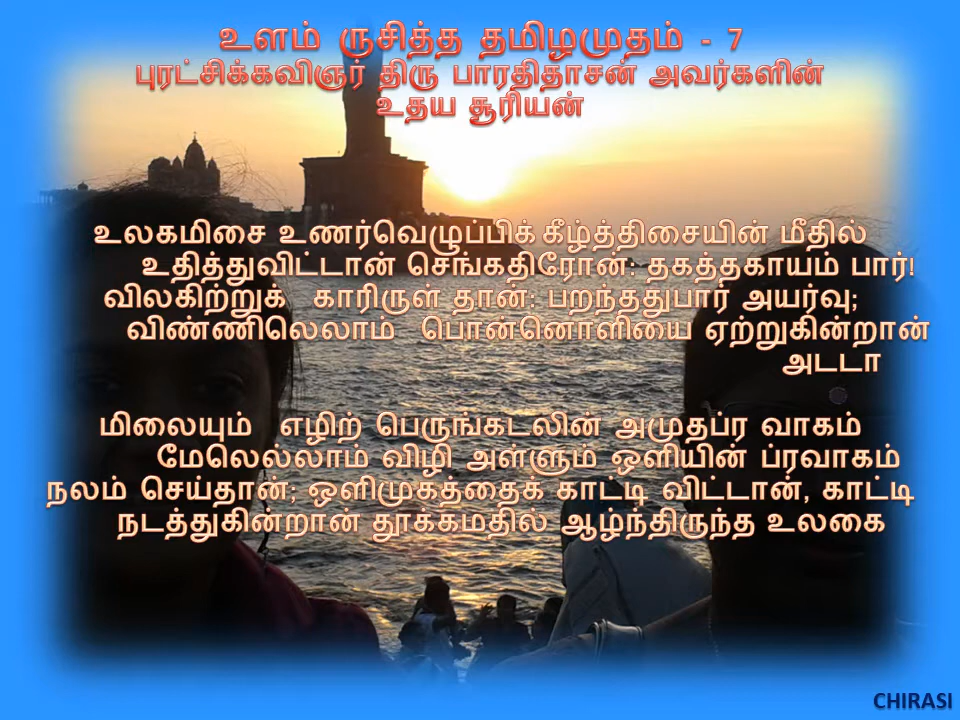 உளம் ருசித்த தமிழமுதம் - 7
புரட்சிக்கவிஞர் திரு பாரதிதாசன் அவர்களின்
உதய சூரியன்
உலகமிசை உணர்வெழுப்பிக் கீழ்த்திசையின் மீதில்
உதித்துவிட்டான் செங்கதிரோன்: தகத்தகாயம் பார்!
விலகிற்றுக் காரிருள் தான்: பறந்ததுபார் அயர்வு;
விண்ணிலெலாம் பொன்னொளியை ஏற்றுகின்றான்
அடடா
மிலையும் எழிற் பெருங்கடலின் அமுதப்ர வாகம்
மேலெல்லாம் விழி அள்ளும் ஒளியின் ப்ரவாகம்
நலம் செய்தான்; ஒளிமுகத்தைக் காட்டி விட்டான், காட்டி
நடத்துகின்றான் தூக்கமதில் ஆழ்ந்திருந்த உலகை
CHIRASI